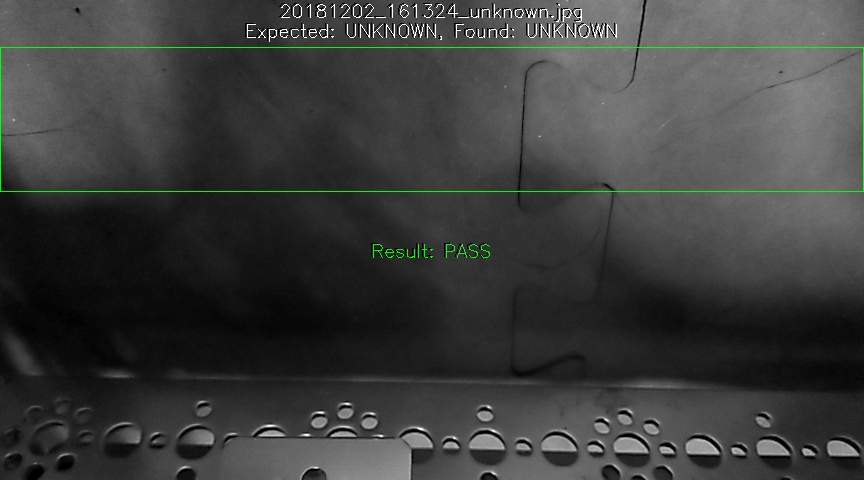 20181202_161324_unknown.jpg
Expected: UNKNOWN, Found: UNKNOWN
Result: PASS